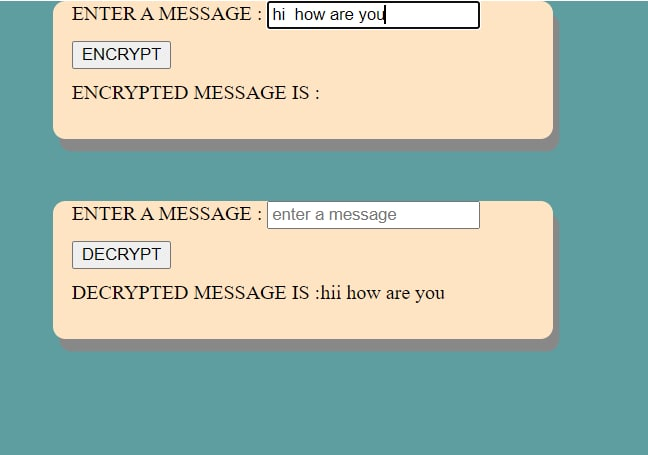 ENTER A MESSAGE : hi  how are you
ENCRYPT
ENCRYPTED MESSAGE IS :
ENTER A MESSAGE : enter a message
DECRYPT
DECRYPTED MESSAGE IS :hii how are you